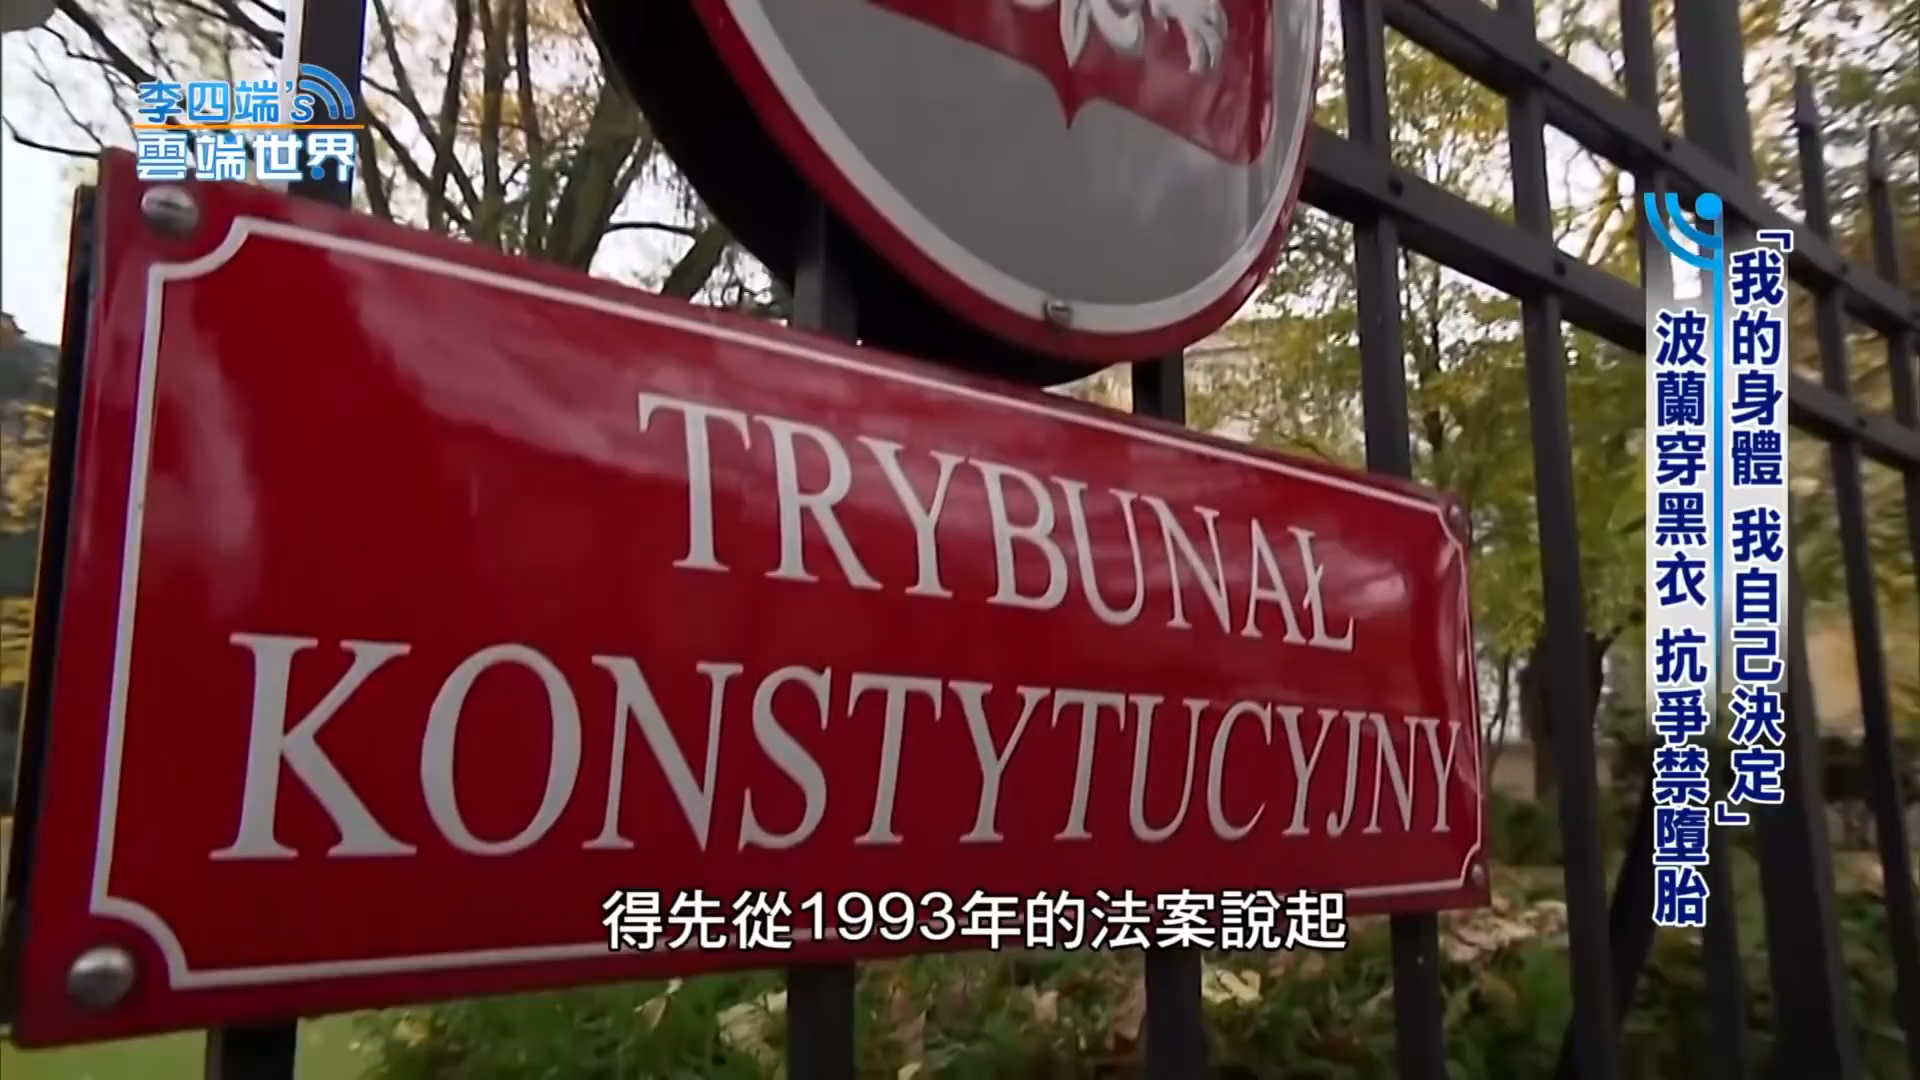 李四端's
雲端世界
「我的身體 我自己決定」
波蘭穿黑衣 抗爭禁墮胎
TRYBUNAŁ
KONSTYTUCYJNY
得先從1993年的法案說起